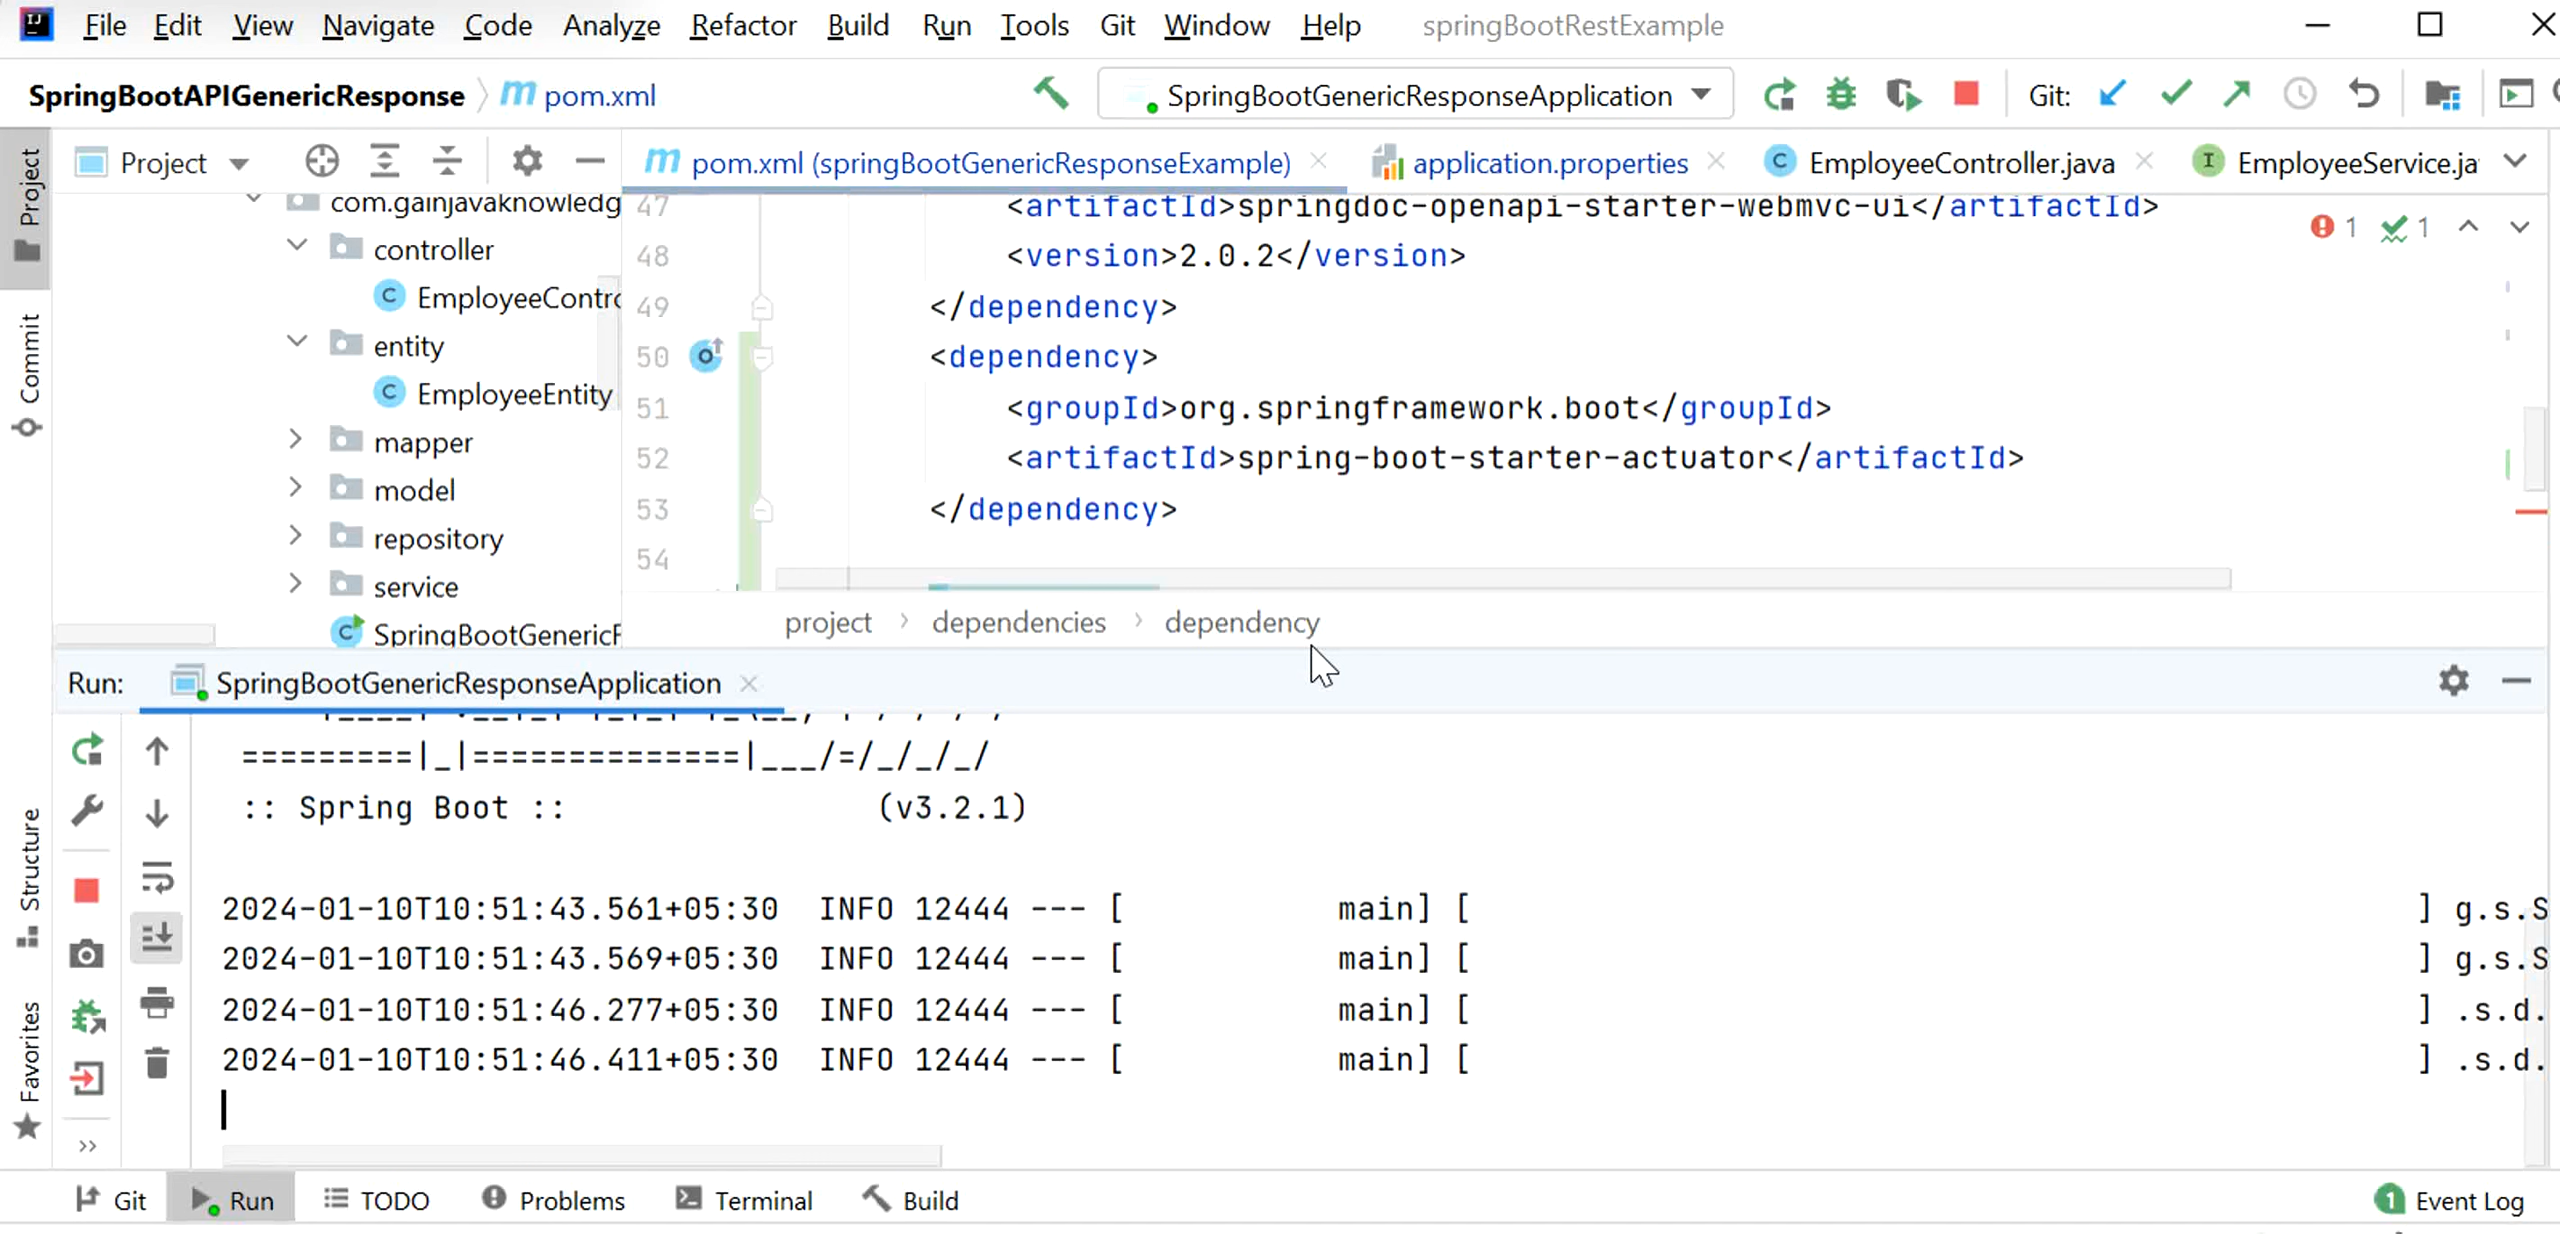 File Edit View Navigate Code Analyze Refactor Build Run Tools Git Window Help springBootRestExample
SpringBootAPIGenericResponse pom.xml SpringBootGenericResponseApplication Git:
Project
Commit
Structure
Favorites
Project
com.gainjavaknowledg
controller
EmployeeContro
entity
EmployeeEntity
mapper
model
repository
service
SpringBootGeneric
pom.xml (springBootGenericResponseExample) application.properties EmployeeController.java EmployeeService.ja
47 <artifactId>springdoc-openapi-starter-webmvc-ui</artifactId>
48 <version>2.0.2</version>
49 </dependency>
50 <dependency>
51 <groupId>org.springframework.boot</groupId>
52 <artifactId>spring-boot-starter-actuator</artifactId>
53 </dependency>
54
1 1
project > dependencies > dependency
Run: SpringBootGenericResponseApplication
=========|_|==============|___/=/_/_/_/
:: Spring Boot :: (v3.2.1)
2024-01-10T10:51:43.561+05:30 INFO 12444 --- [ main] [ ] g.s.S
2024-01-10T10:51:43.569+05:30 INFO 12444 --- [ main] [ ] g.s.S
2024-01-10T10:51:46.277+05:30 INFO 12444 --- [ main] [ ] .s.d.
2024-01-10T10:51:46.411+05:30 INFO 12444 --- [ main] [ ] .s.d.
Git Run TODO Problems Terminal Build 1 Event Log